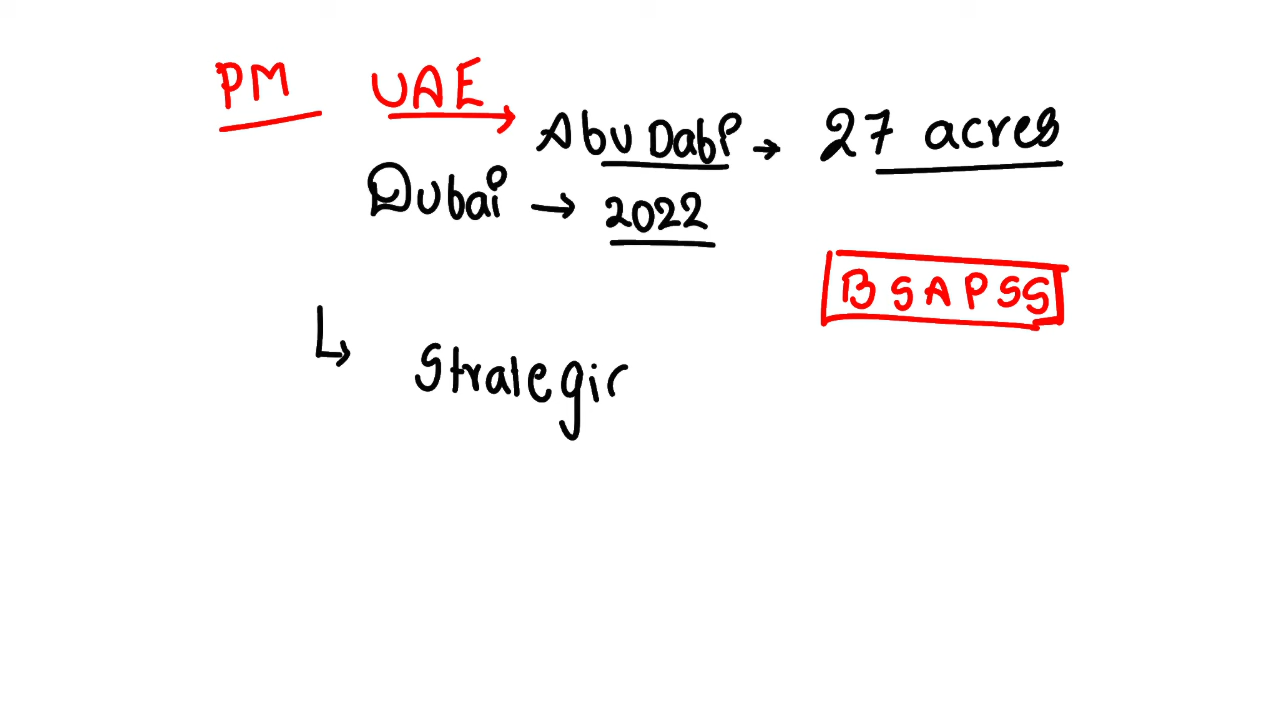 PM UAE → Abu Dabi → 27 acres
Dubai → 2022
BSAPSS
Strategic